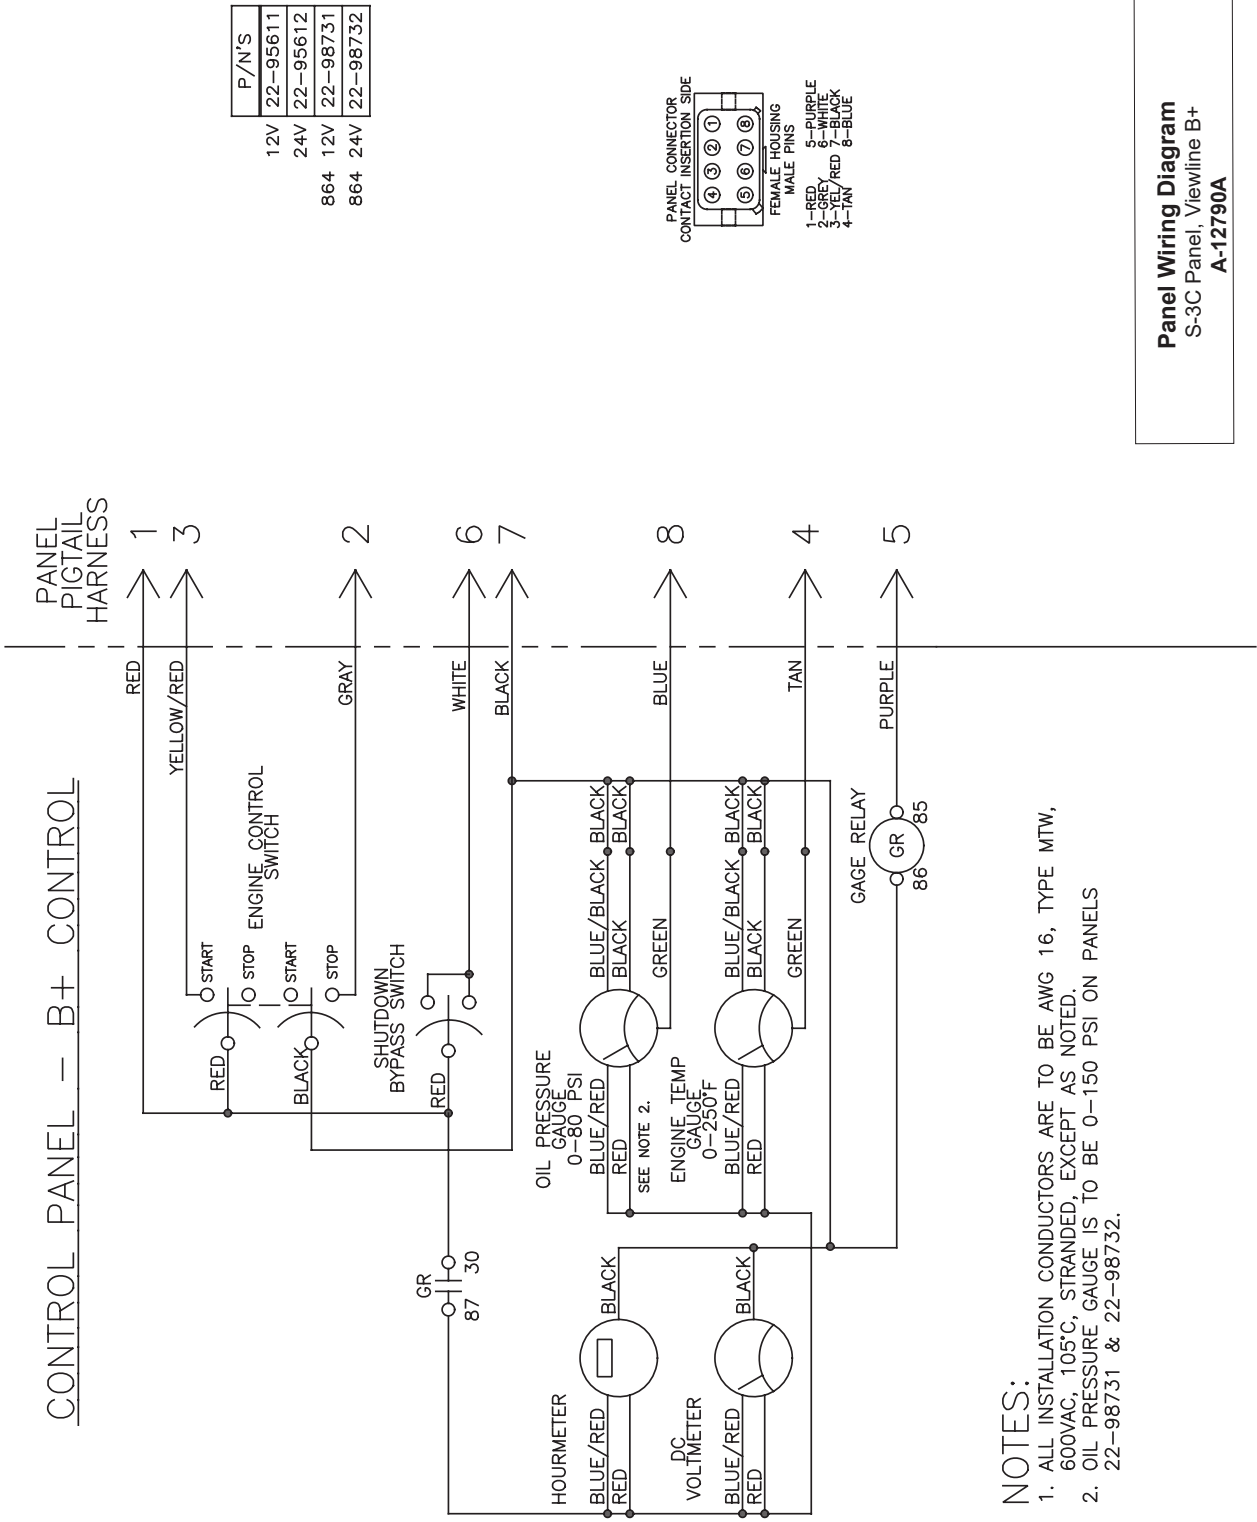 CONTROL PANEL – B+ CONTROL
PANEL
PIGTAIL
HARNESS
RED
1
YELLOW/RED
3
GRAY
2
WHITE
6
BLACK
7
BLUE
8
TAN
4
PURPLE
5
ENGINE CONTROL
SWITCH
START
STOP
START
STOP
RED
BLACK
SHUTDOWN
BYPASS SWITCH
RED
GR
87
30
OIL PRESSURE
GAUGE
0–80 PSI
BLUE/RED
RED
SEE NOTE 2.
BLUE/BLACK
BLACK
BLACK
BLACK
GREEN
ENGINE TEMP
GAUGE
0–250°F
BLUE/RED
RED
BLUE/BLACK
BLACK
BLACK
BLACK
GREEN
HOURMETER
BLUE/RED
RED
BLACK
DC
VOLTMETER
BLUE/RED
RED
BLACK
GAGE RELAY
86
GR
85
P/N'S
12V 22–95611
24V 22–95612
864 12V 22–98731
864 24V 22–98732
PANEL CONNECTOR
CONTACT INSERTION SIDE
4 3 2 1
5 6 7 8
FEMALE HOUSING
MALE PINS
1–RED 5–PURPLE
2–GREY 6–WHITE
3–YEL/RED 7–BLACK
4–TAN 8–BLUE
NOTES:
1. ALL INSTALLATION CONDUCTORS ARE TO BE AWG 16, TYPE MTW,
600VAC, 105°C, STRANDED, EXCEPT AS NOTED.
2. OIL PRESSURE GAUGE IS TO BE 0–150 PSI ON PANELS
22–98731 & 22–98732.
Panel Wiring Diagram
S-3C Panel, Viewline B+
A-12790A